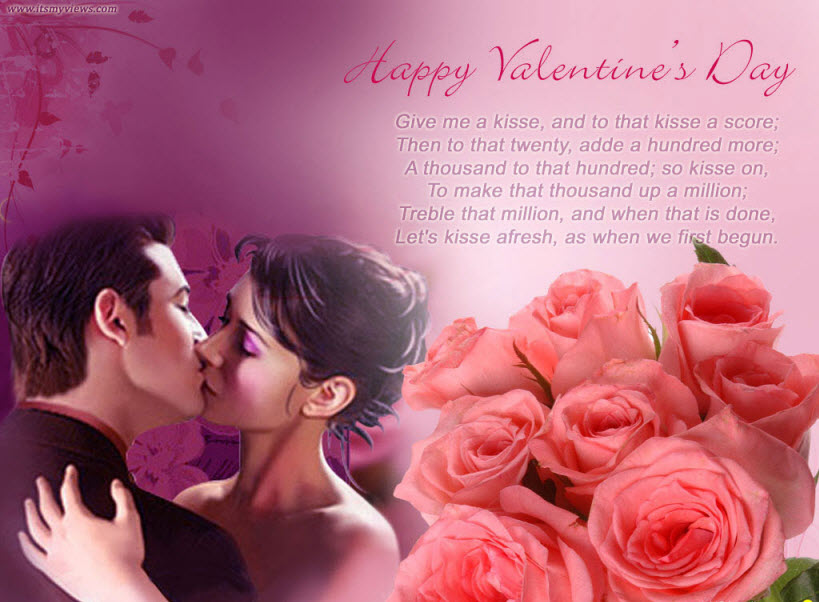 www.itsmyviews.com
Happy Valentine's Day
Give me a kisse, and to that kisse a score;
Then to that twenty, adde a hundred more;
A thousand to that hundred; so kisse on,
To make that thousand up a million;
Treble that million, and when that is done,
Let's kisse afresh, as when we first begun.